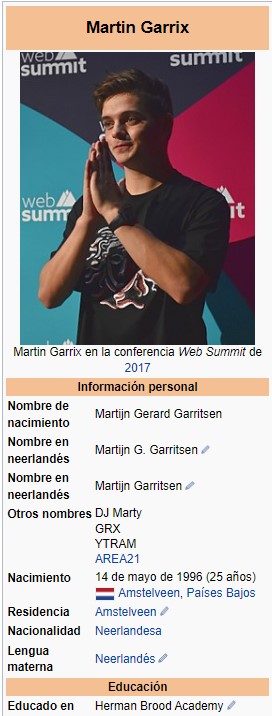 Martin Garrix
web
summit
summit
web
summit
mit
Martin Garrix en la conferencia Web Summit de
2017
Información personal
Nombre de
nacimiento
Martijn Gerard Garritsen
Nombre en
neerlandés
Martijn G. Garritsen
Nombre en
neerlandés
Martijn Garritsen
Otros nombres
DJ Marty
GRX
YTRAM
AREA21
Nacimiento
14 de mayo de 1996 (25 años)
Amstelveen, Países Bajos
Residencia
Amstelveen
Nacionalidad
Neerlandesa
Lengua
materna
Neerlandés
Educación
Educado en
Herman Brood Academy